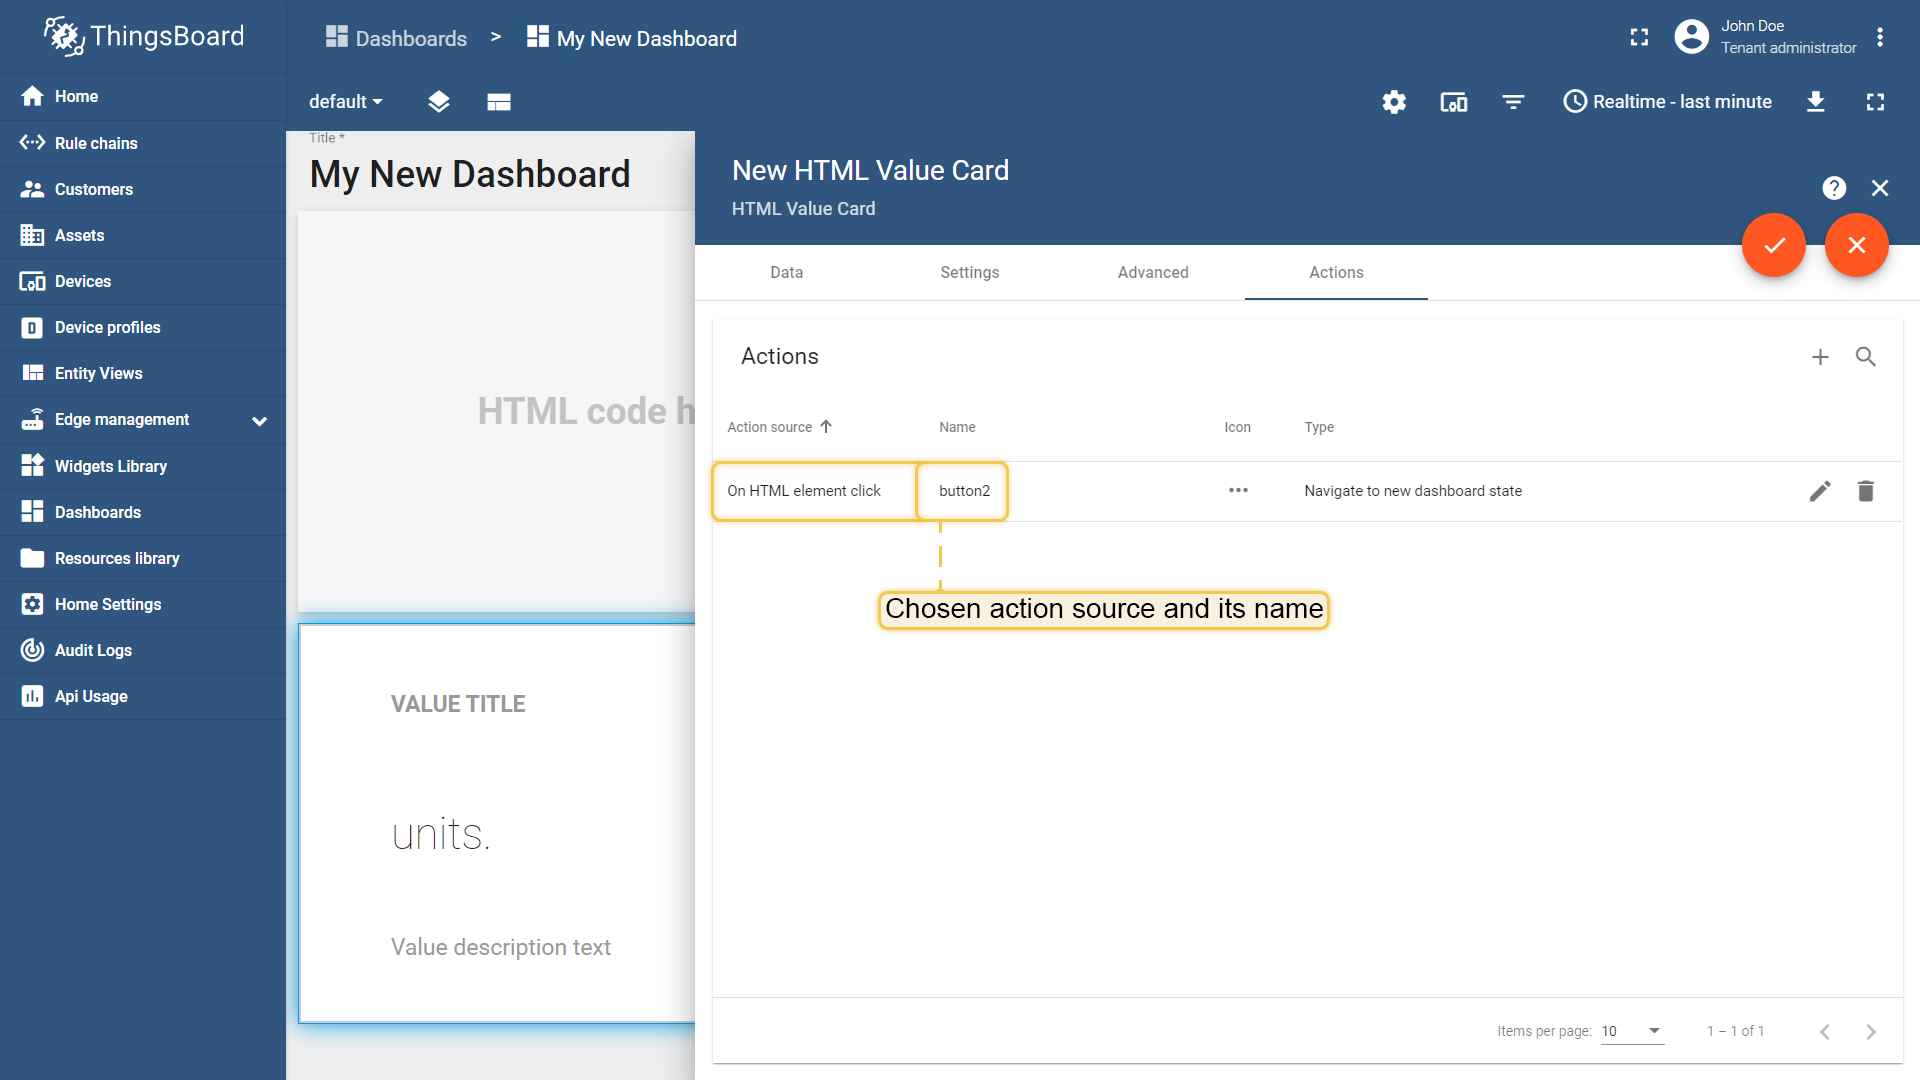 ThingsBoard
Dashboards > My New Dashboard
John Doe
Tenant administrator
Home
Rule chains
Customers
Assets
Devices
Device profiles
Entity Views
Edge management
Widgets Library
Dashboards
Resources library
Home Settings
Audit Logs
Api Usage
default
Realtime - last minute
Title *
My New Dashboard
HTML code h
VALUE TITLE
units.
Value description text
New HTML Value Card
HTML Value Card
Data Settings Advanced Actions
Actions
Action source Name Icon Type
On HTML element click button2 Navigate to new dashboard state
Chosen action source and its name
Items per page: 10 1 – 1 of 1